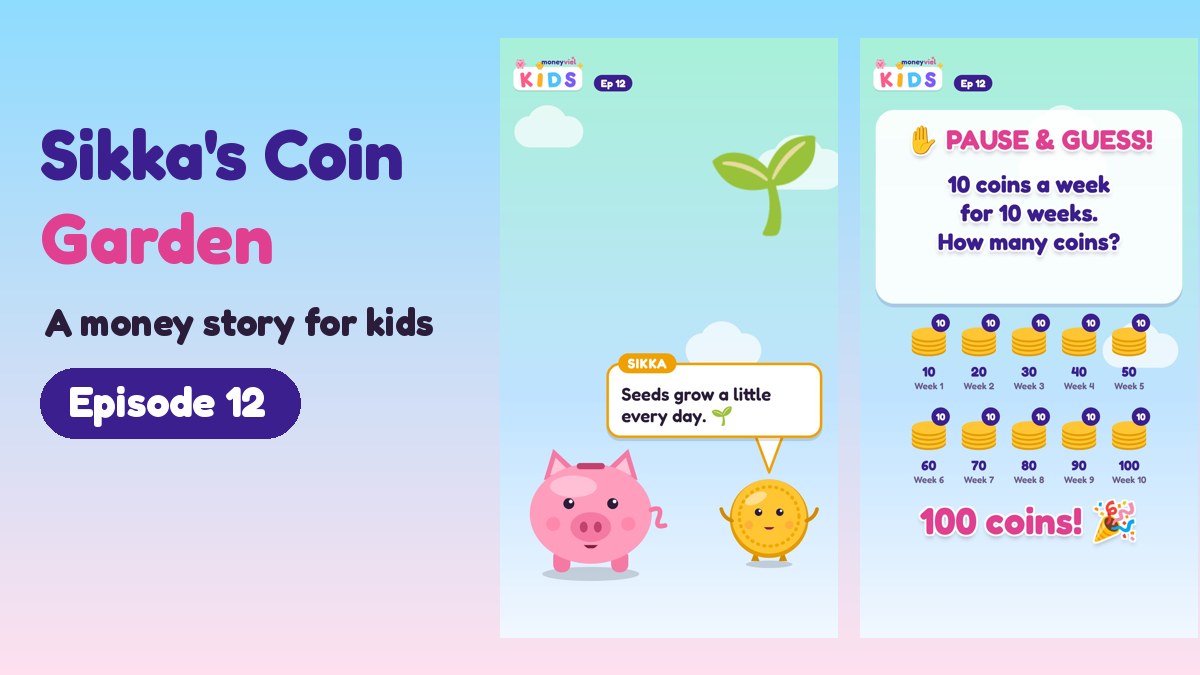 Sikka's Coin
Garden
A money story for kids
Episode 12
moneyviel
KIDS
Ep 12
SIKKA
Seeds grow a little
every day. 🌱
moneyviel
KIDS
Ep 12
✋ PAUSE & GUESS!
10 coins a week
for 10 weeks.
How many coins?
10 10 10 10 10
10 20 30 40 50
Week 1 Week 2 Week 3 Week 4 Week 5
10 10 10 10 10
60 70 80 90 100
Week 6 Week 7 Week 8 Week 9 Week 10
100 coins! 🎉